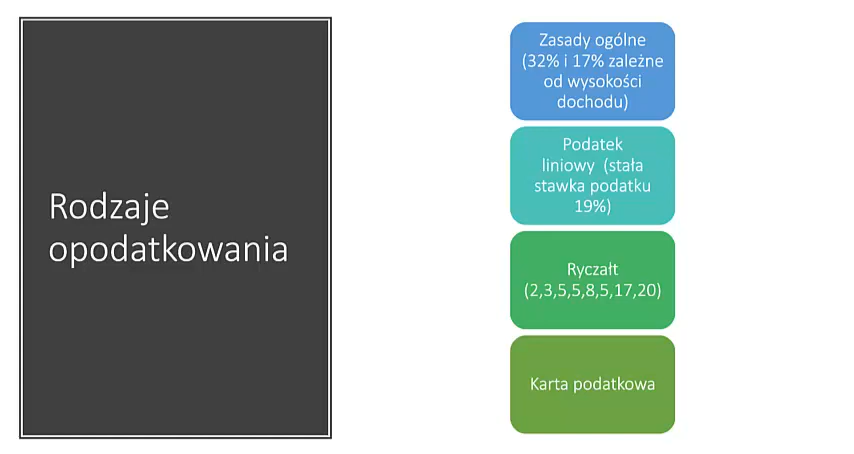 Rodzaje
opodatkowania
Zasady ogólne
(32% i 17% zależne
od wysokości
dochodu)
Podatek
liniowy (stała
stawka podatku
19%)
Ryczałt
(2,3,5,5,8,5,17,20)
Karta podatkowa